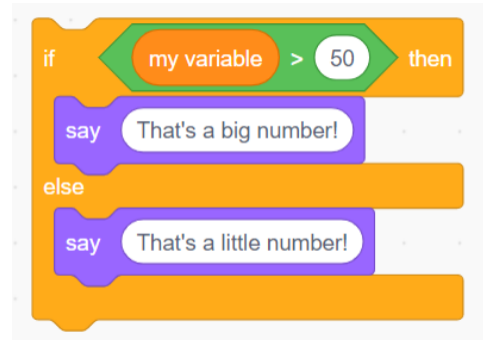 if my variable > 50 then
say That's a big number!
else
say That's a little number!